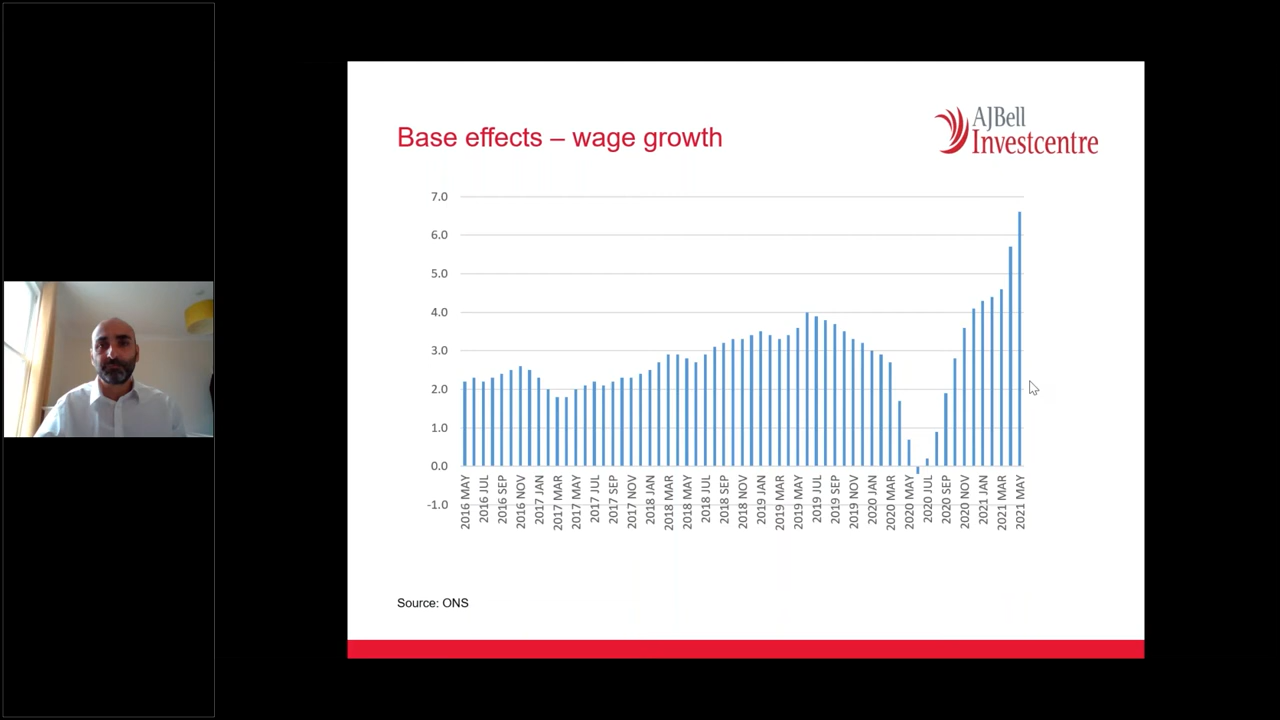 Base effects – wage growth
AJBell
Investcentre
7.0
6.0
5.0
4.0
3.0
2.0
1.0
0.0
-1.0
2016 MAY
2016 JUL
2016 SEP
2016 NOV
2017 JAN
2017 MAR
2017 MAY
2017 JUL
2017 SEP
2017 NOV
2018 JAN
2018 MAR
2018 MAY
2018 JUL
2018 SEP
2018 NOV
2019 JAN
2019 MAR
2019 MAY
2019 JUL
2019 SEP
2019 NOV
2020 JAN
2020 MAR
2020 MAY
2020 JUL
2020 SEP
2020 NOV
2021 JAN
2021 MAR
2021 MAY
Source: ONS